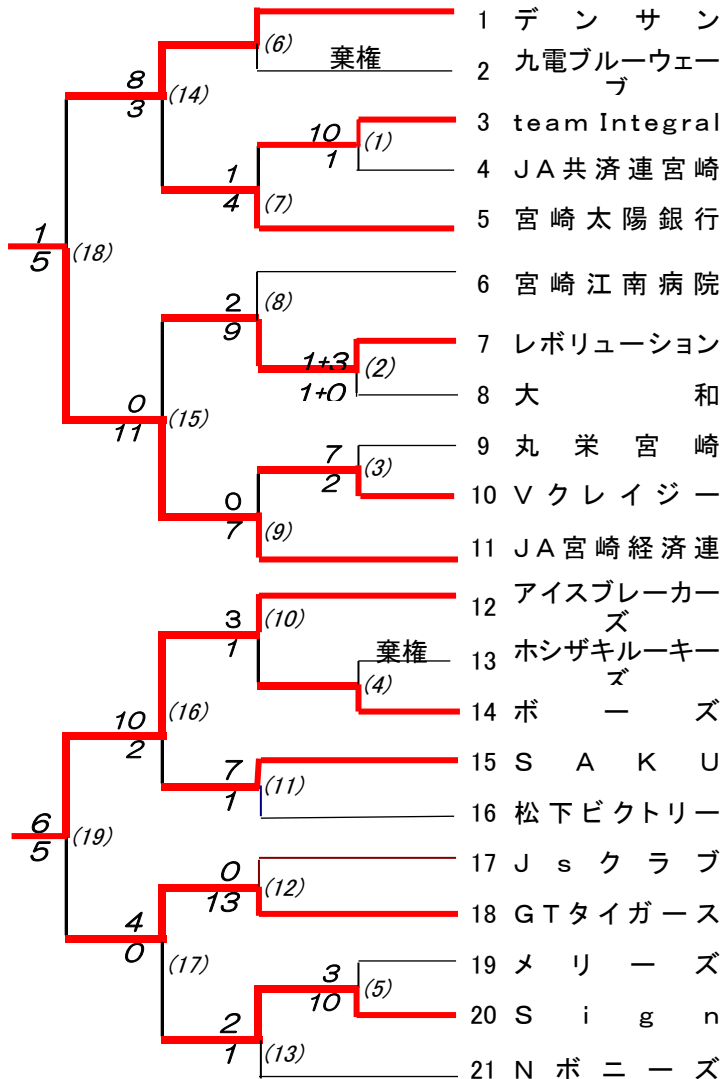 1 デンサン
(6)
棄権
2 九電ブルーウェー
ブ
8
3
(14)
3 team Integral
10
1
(1)
4 JA共済連宮崎
1
4
(7)
5 宮崎太陽銀行
1
5
(18)
6 宮崎江南病院
2
9
(8)
7 レボリューション
1+3
1+0
(2)
8 大和
0
11
(15)
9 丸栄宮崎
7
2
(3)
10 Vクレイジー
0
7
(9)
11 JA宮崎経済連
12 アイスブレーカー
ズ
3
1
(10)
棄権
13 ホシザキルーキー
ズ
(4)
14 ボーズ
10
2
(16)
15 SAKU
7
1
(11)
16 松下ビクトリー
6
5
(19)
17 Jsクラブ
0
13
(12)
18 GTタイガース
4
0
(17)
19 メリーズ
3
10
(5)
20 Sign
2
1
(13)
21 Nボニーズ